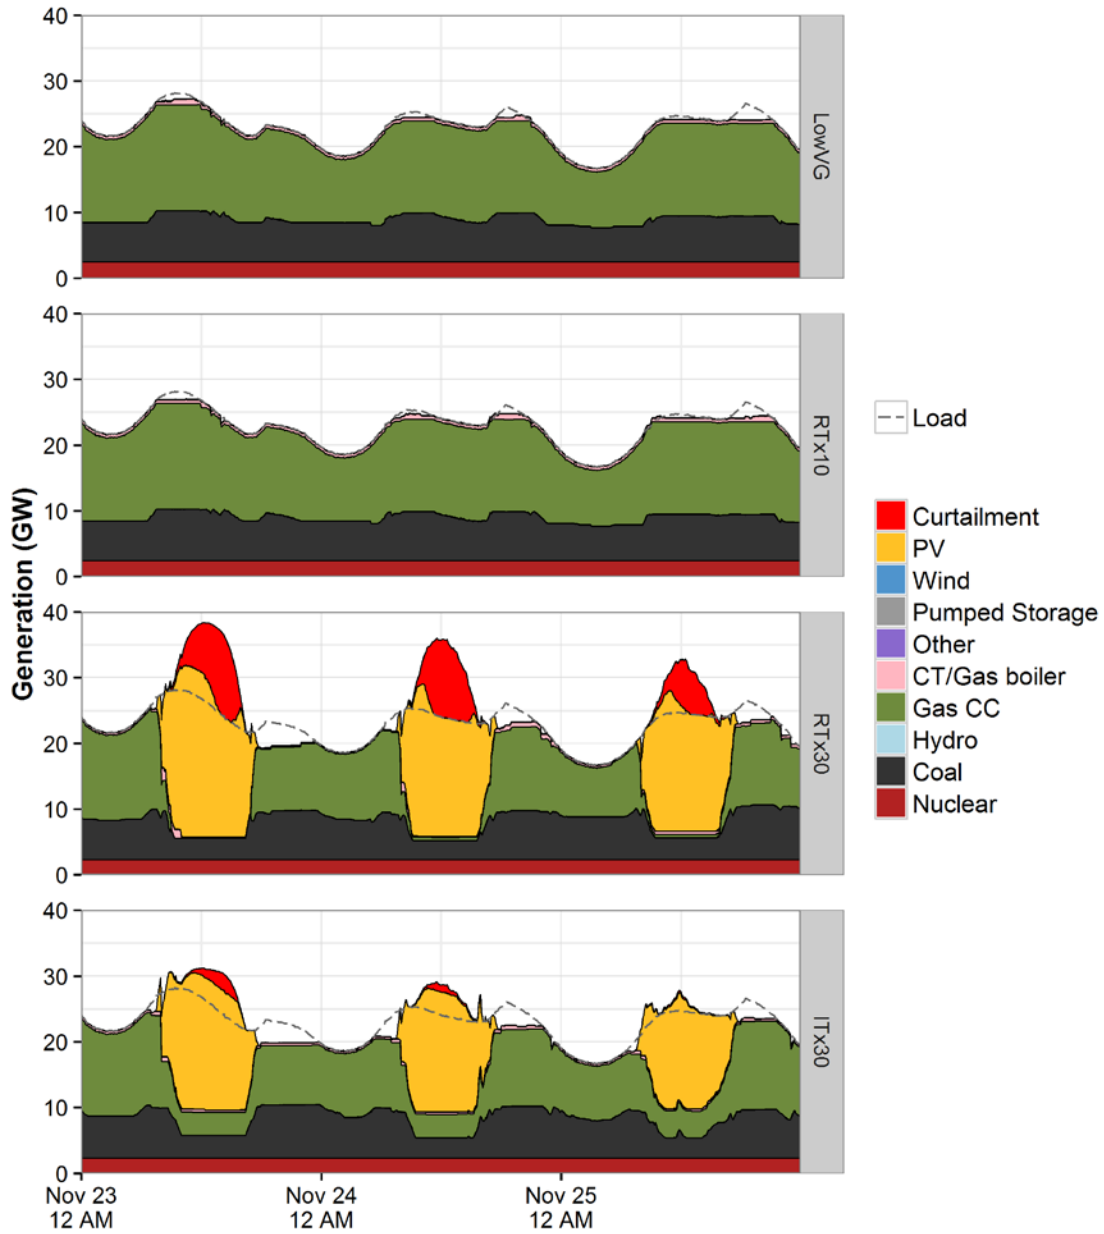 Generation (GW)
40
30
20
10
0
LowVG
40
30
20
10
0
RTx10
40
30
20
10
0
RTx30
40
30
20
10
0
ITx30
Nov 23
12 AM
Nov 24
12 AM
Nov 25
12 AM
Load
Curtailment
PV
Wind
Pumped Storage
Other
CT/Gas boiler
Gas CC
Hydro
Coal
Nuclear